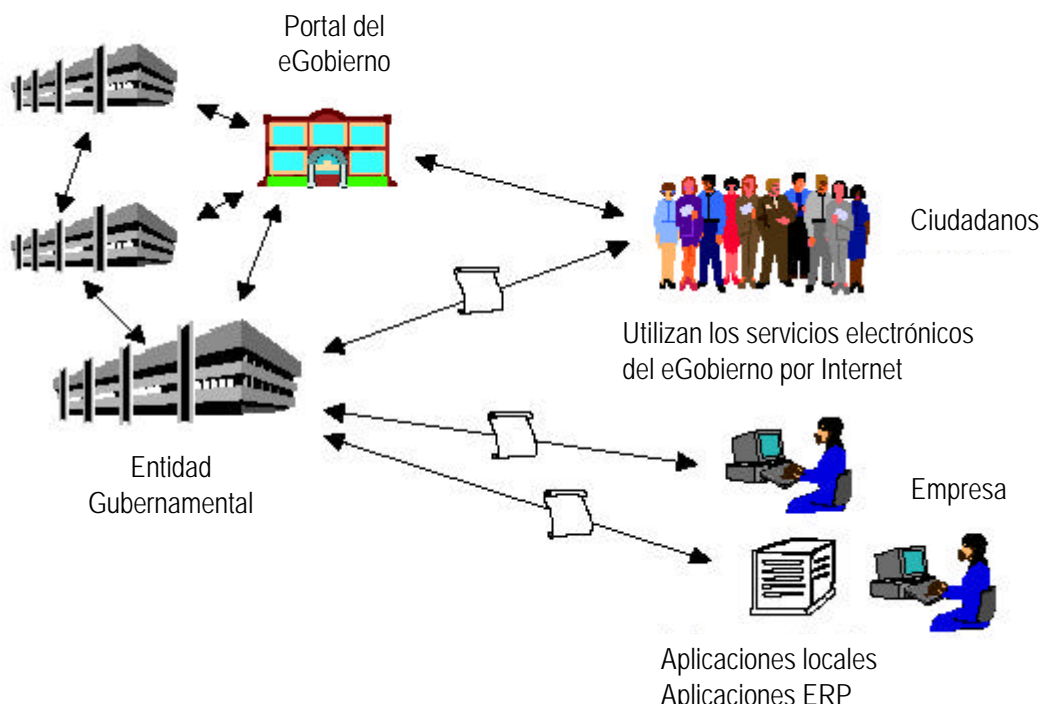 Portal del
eGobierno
Ciudadanos
Utilizan los servicios electrónicos
del eGobierno por Internet
Entidad
Gubernamental
Empresa
Aplicaciones locales
Aplicaciones ERP